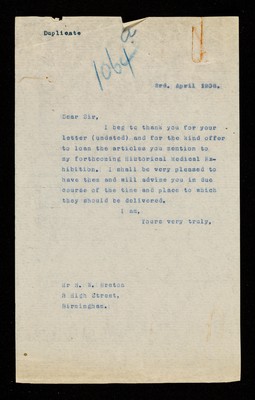 Duplicate
1064a
3rd. April 1909.
Dear Sir,
I beg to thank you for your
letter (undated) and for the kind offer
to loan the articles you mention to
my forthcoming Historical Medical Ex-
hibition. I shall be very pleased to
have them and will advise you in due
course of the time and place to which
they should be delivered.
I am,
Yours very truly,
Mr
High Street,
Birmingham.